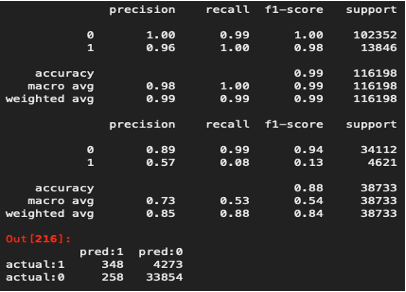 precision recall f1-score support
0 1.00 0.99 1.00 102352
1 0.96 1.00 0.98 13846
accuracy 0.99 116198
macro avg 0.98 1.00 0.99 116198
weighted avg 0.99 0.99 0.99 116198
precision recall f1-score support
0 0.89 0.99 0.94 34112
1 0.57 0.08 0.13 4621
accuracy 0.88 38733
macro avg 0.73 0.53 0.54 38733
weighted avg 0.85 0.88 0.84 38733
Out[216]:
pred:1 pred:0
actual:1 348 4273
actual:0 258 33854